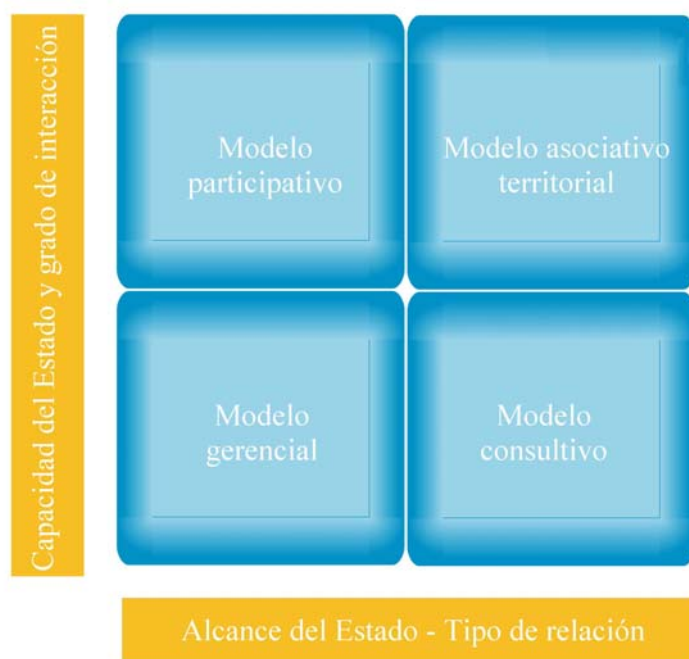 Capacidad del Estado y grado de interacción
Modelo
participativo
Modelo asociativo
territorial
Modelo
gerencial
Modelo
consultivo
Alcance del Estado - Tipo de relación